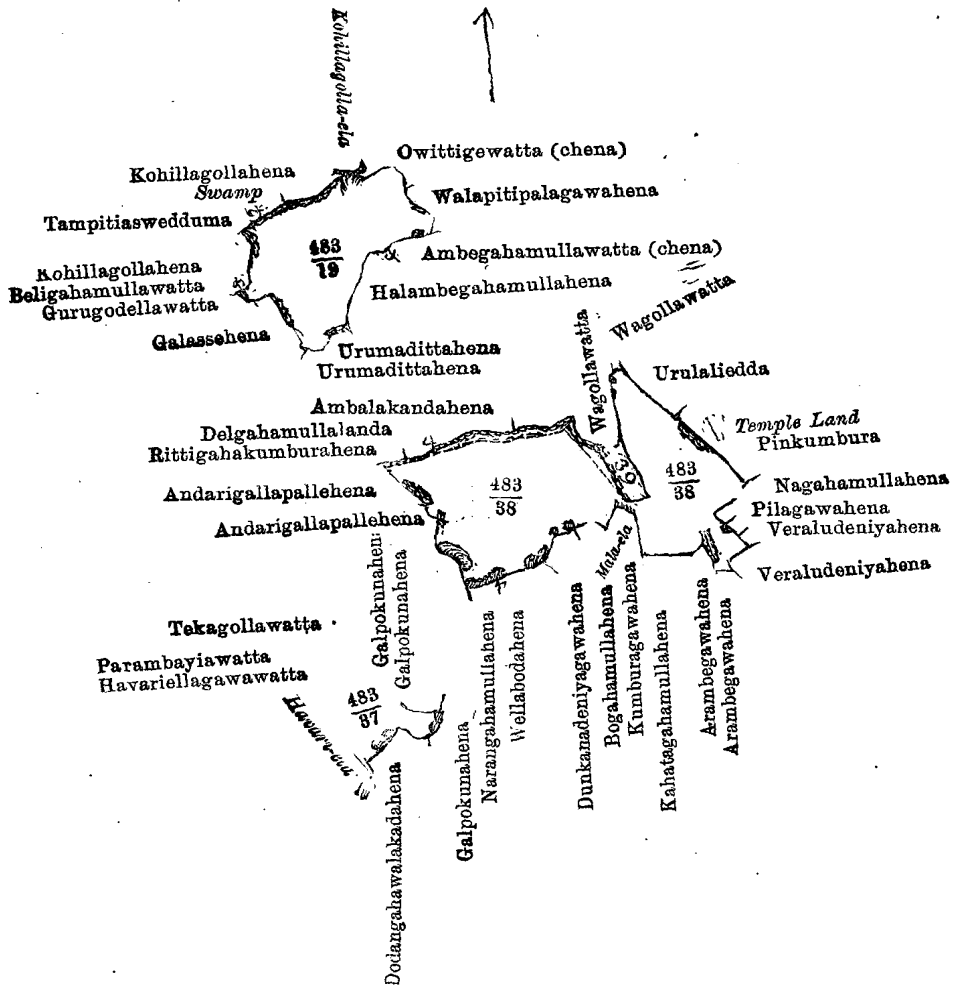 Kohillagolla-ela
Owittigewatta (chena)
Kohillagollahena
Swamp
Walapitipalagawahena
Tampitiaswedduma
483
19
Ambegahamullawatta (chena)
Kohillagollahena
Beligahamullawatta
Gurugodellawatta
Halambegahamullahena
Galassehena
Urumadittahena
Urumadittahena
Wagollawatta
Wagollawatta
Urulaliedda
Ambalakandahena
Delgahamullalanda
Rittigahakumburahena
Temple Land
Pinkumbura
Andarigallapallehena
483
38
483
38
Nagahamullahena
Andarigallapallehena
Pilagawahena
Veraludeniyahena
Mala-ela
Veraludeniyahena
Galpokunahena
Galpokunahena
Tekagollawatta
Parambayiawatta
Havariellagawawatta
483
37
Galpokunahena
Narangahamullahena
Wellabodahena
Dunkanadeniyagawahena
Bogahamullahena
Kumburagawahena
Kahatagahamullahena
Arambegawahena
Arambegawahena
Dodangahawalakadahena